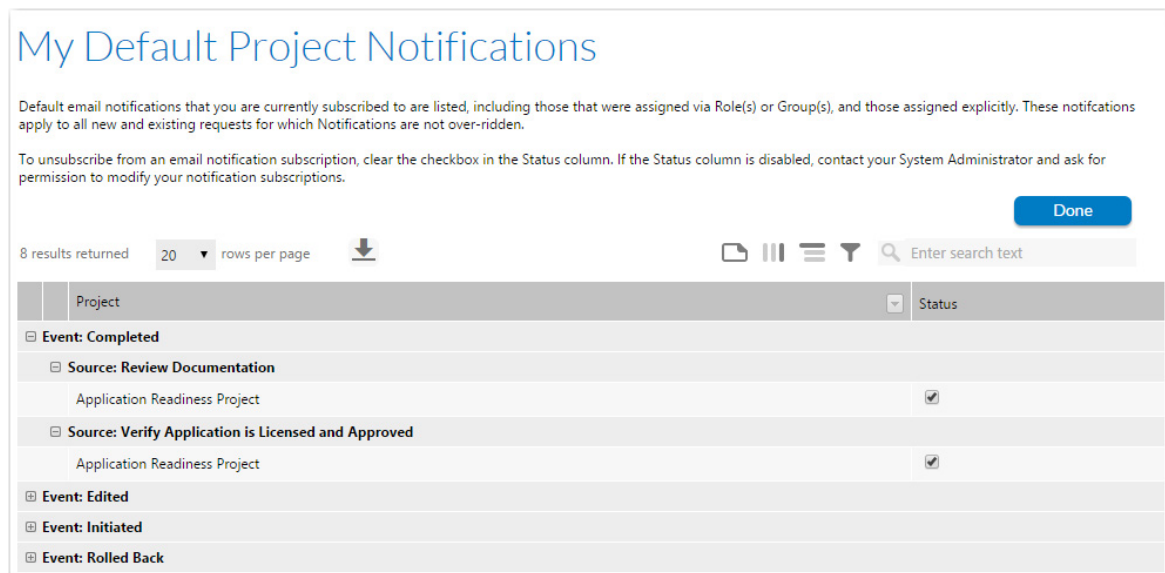 My Default Project Notifications
Default email notifications that you are currently subscribed to are listed, including those that were assigned via Role(s) or Group(s), and those assigned explicitly. These notifcations
apply to all new and existing requests for which Notifications are not over-ridden.
To unsubscribe from an email notification subscription, clear the checkbox in the Status column. If the Status column is disabled, contact your System Administrator and ask for
permission to modify your notification subscriptions.
Done
8 results returned 20 rows per page Enter search text
Project Status
Event: Completed
Source: Review Documentation
Application Readiness Project
Source: Verify Application is Licensed and Approved
Application Readiness Project
Event: Edited
Event: Initiated
Event: Rolled Back